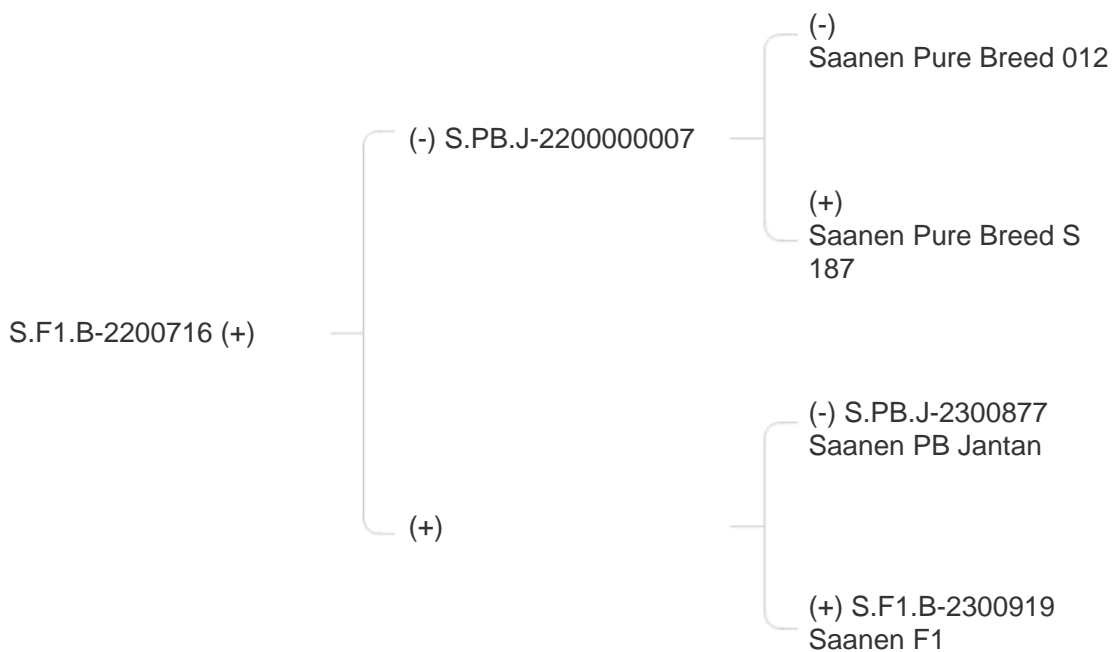 (-)
Saanen Pure Breed 012
(-) S.PB.J-2200000007
(+)
Saanen Pure Breed S
187
S.F1.B-2200716 (+)
(-) S.PB.J-2300877
Saanen PB Jantan
(+)
(+) S.F1.B-2300919
Saanen F1